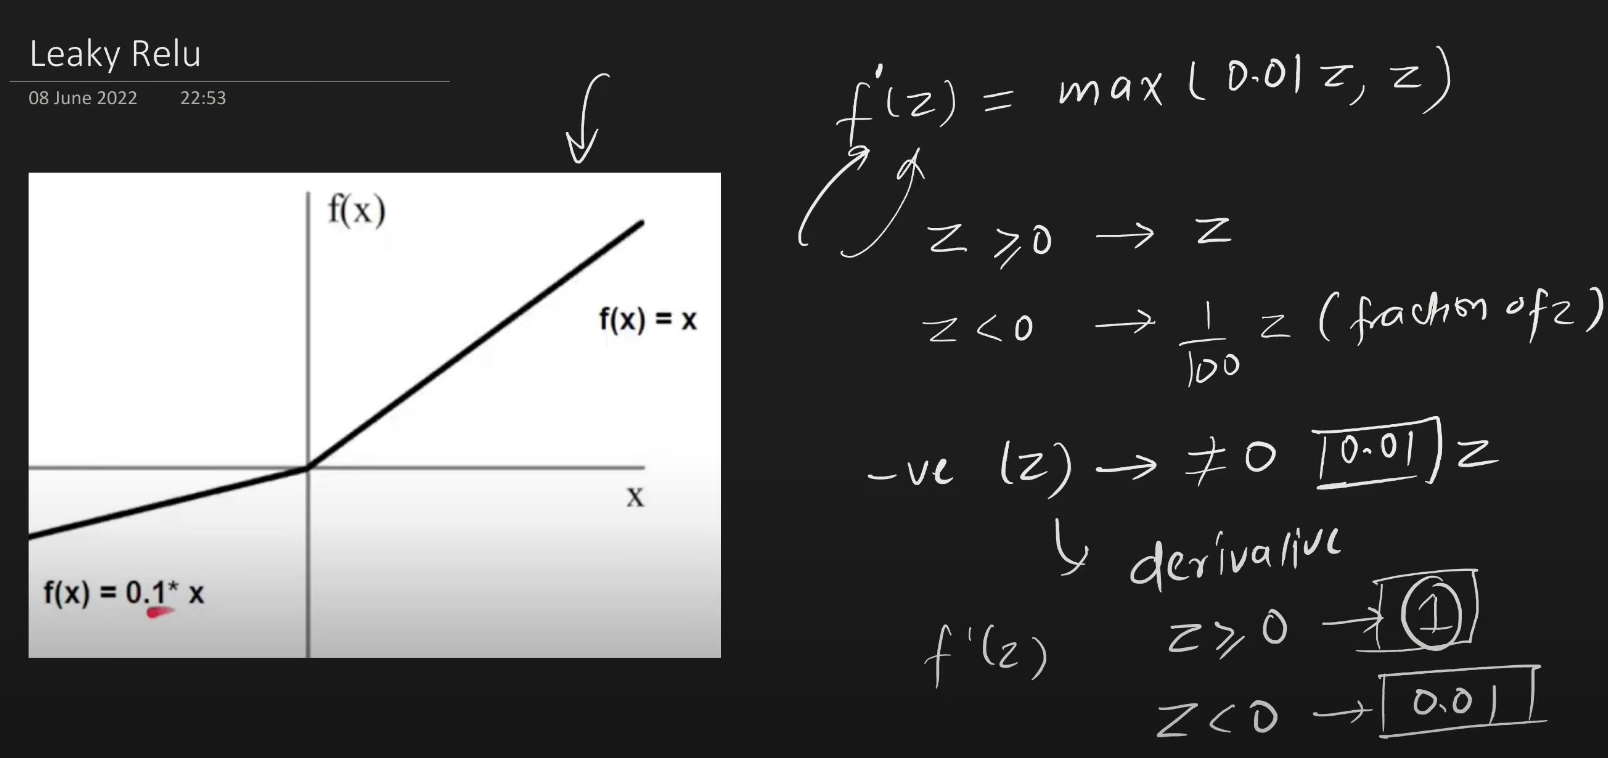 Leaky Relu
08 June 2022 22:53
f(x)
f(x) = x
x
f(x) = 0.1* x
f'(z) = max ( 0.01 z, z )
z ≥ 0 → z
z < 0 → 1/100 z ( fraction of z )
-ve (z) → ≠ 0 0.01 z
derivative
f'(z)
z ≥ 0 → 1
z < 0 → 0.01